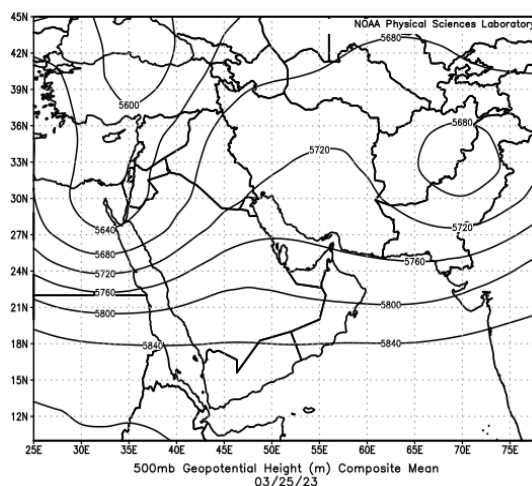 NOAA Physical Sciences Laboratory
45N
42N
39N
36N
33N
30N
27N
24N
21N
18N
15N
12N
5680
5600
5680
5720
5640
5680
5720
5720
5760
5760
5800
5800
5840
5840
25E 30E 35E 40E 45E 50E 55E 60E 65E 70E 75E
500mb Geopotential Height (m) Composite Mean
03/25/23